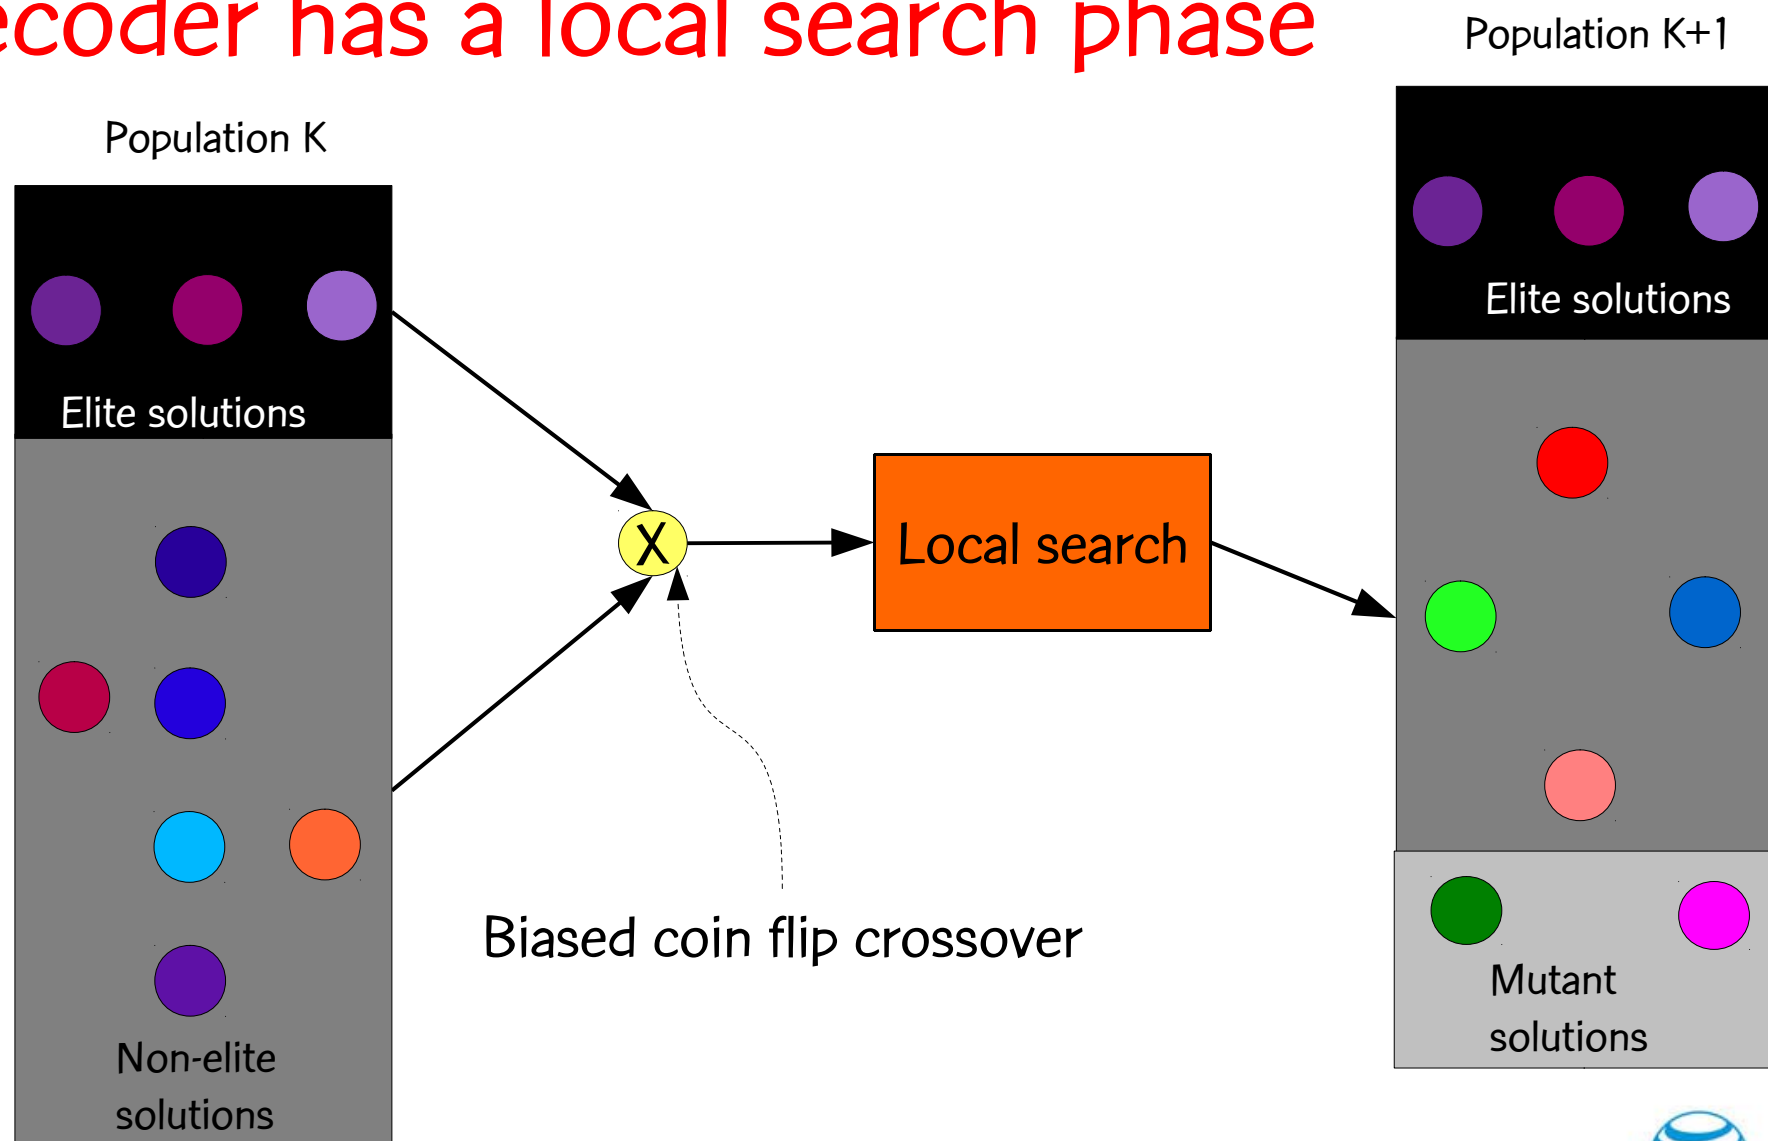 ecoder has a local search phase
Population K+1
Population K
Elite solutions
Elite solutions
X
Local search
Biased coin flip crossover
Mutant
solutions
Non-elite
solutions